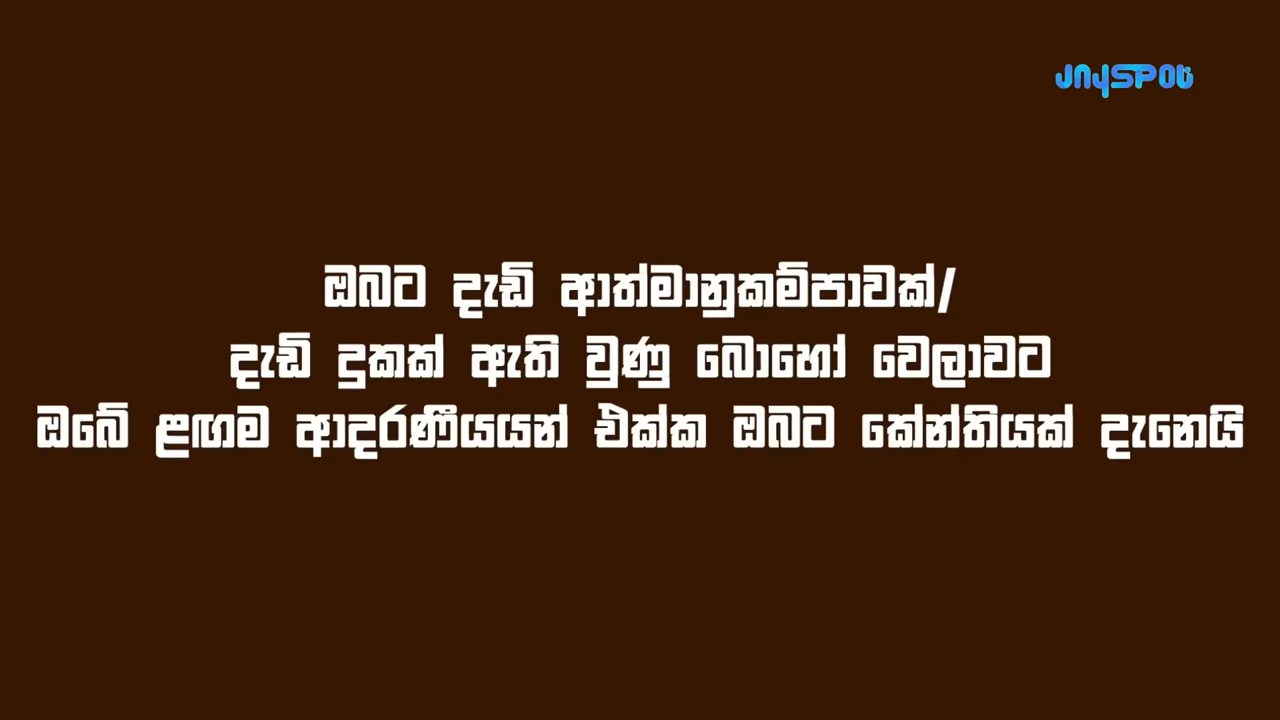 JAYSPOT
ඔබට දැඩි ආත්මානුකම්පාවක්/
දැඩි දුකක් ඇති වුණු බොහෝ වෙලාවට
ඔබේ ළඟම ආදරණීයයන් එක්ක ඔබට කේන්තියක් දැනෙයි